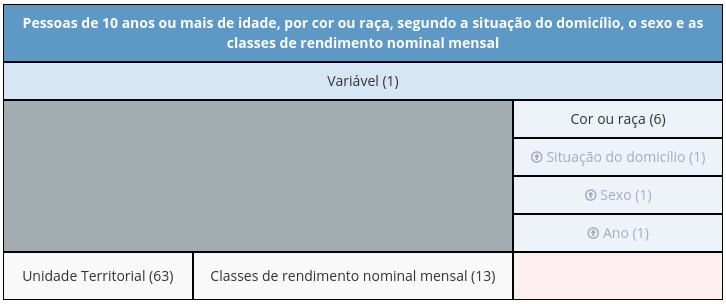 Pessoas de 10 anos ou mais de idade, por cor ou raça, segundo a situação do domicílio, o sexo e as
classes de rendimento nominal mensal
Variável (1)
Cor ou raça (6)
Situação do domicílio (1)
Sexo (1)
Ano (1)
Unidade Territorial (63)
Classes de rendimento nominal mensal (13)